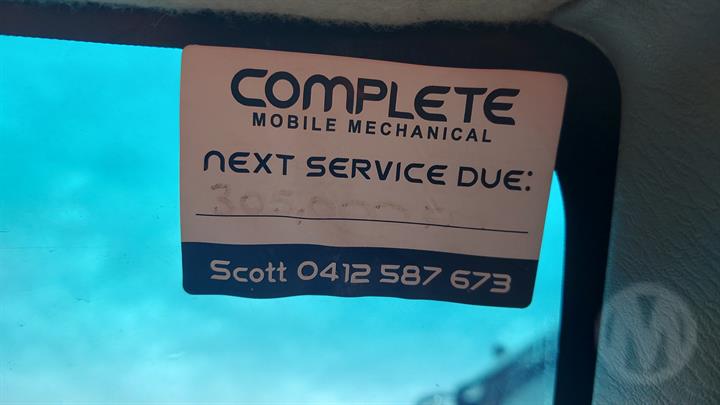 COMPLETE
MOBILE MECHANICAL
NEXT SERVICE DUE:
Scott 0412 587 673
M